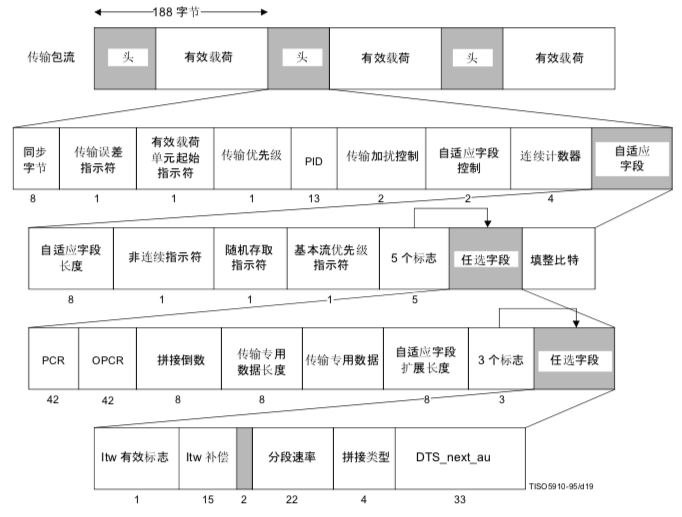 188 字节
传输包流
头
有效载荷
头
有效载荷
头
有效载荷
同步
字节
传输误差
指示符
有效载荷
单元起始
指示符
传输优先级
PID
传输加扰控制
自适应字段
控制
连续计数器
自适应
字段
8
1
1
1
13
2
2
4
自适应字段
长度
非连续指示符
随机存取
指示符
基本流优先级
指示符
5 个标志
任选字段
填整比特
8
1
1
1
5
PCR
OPCR
拼接倒数
传输专用
数据长度
传输专用数据
自适应字段
扩展长度
3 个标志
任选字段
42
42
8
8
8
3
ltw 有效标志
ltw 补偿
分段速率
拼接类型
DTS_next_au
TISO5910-95/d19
1
15
2
22
4
33